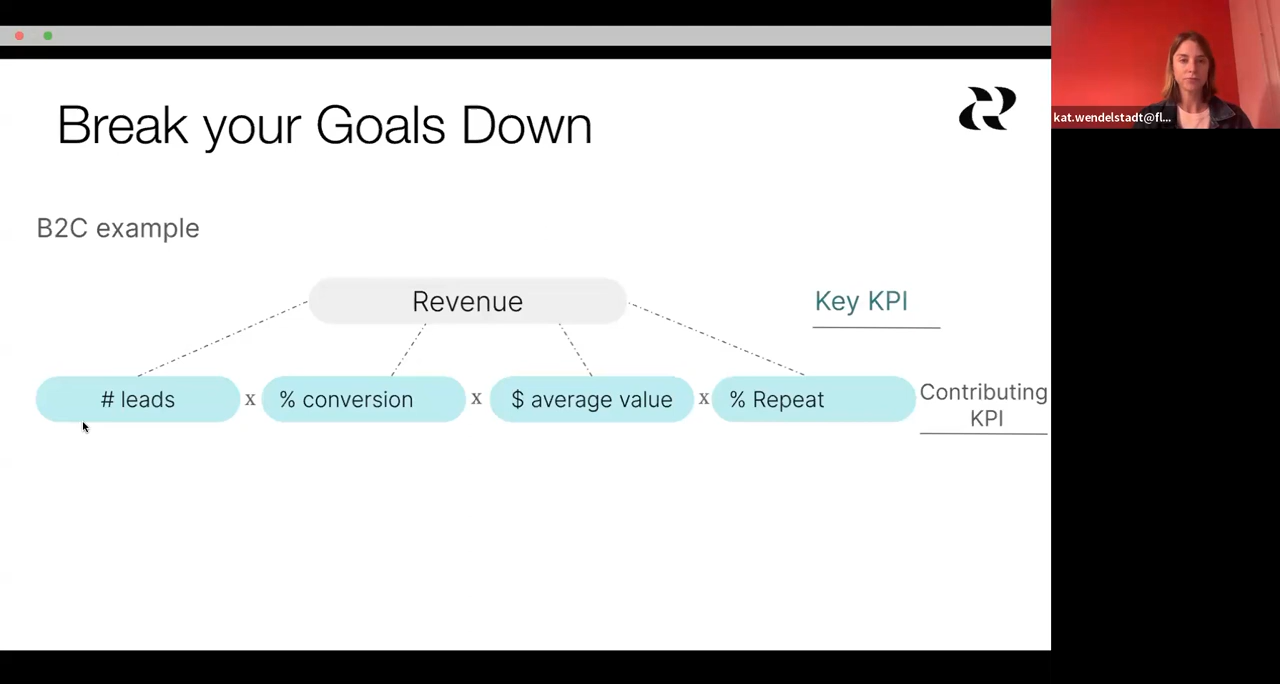 Break your Goals Down
kat.wendelstadt@fl...
B2C example
Revenue
Key KPI
# leads x % conversion x $ average value x % Repeat
Contributing
KPI